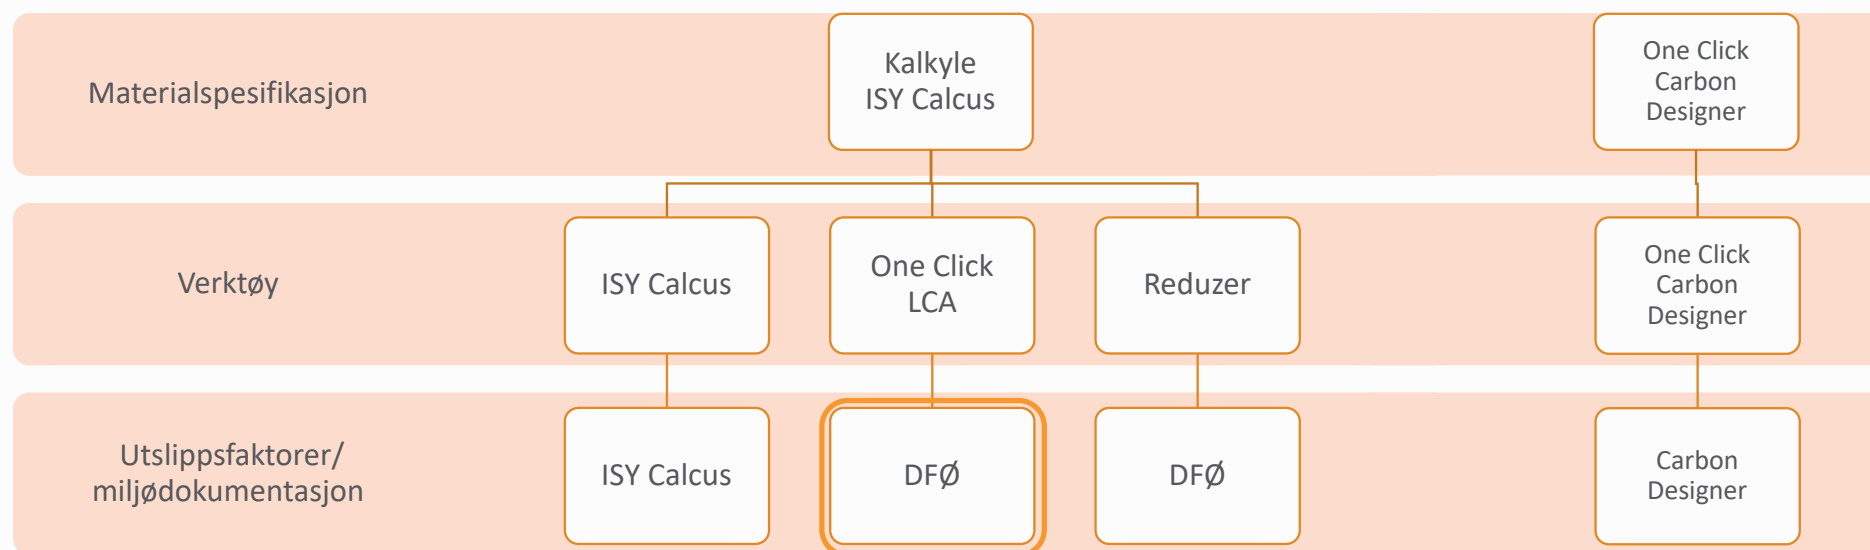 Materialspesifikasjon
Kalkyle
ISY Calcus
One Click
Carbon
Designer
Verktøy
ISY Calcus
One Click
LCA
Reduzer
One Click
Carbon
Designer
Utslippsfaktorer/
miljødokumentasjon
ISY Calcus
DFØ
DFØ
Carbon
Designer